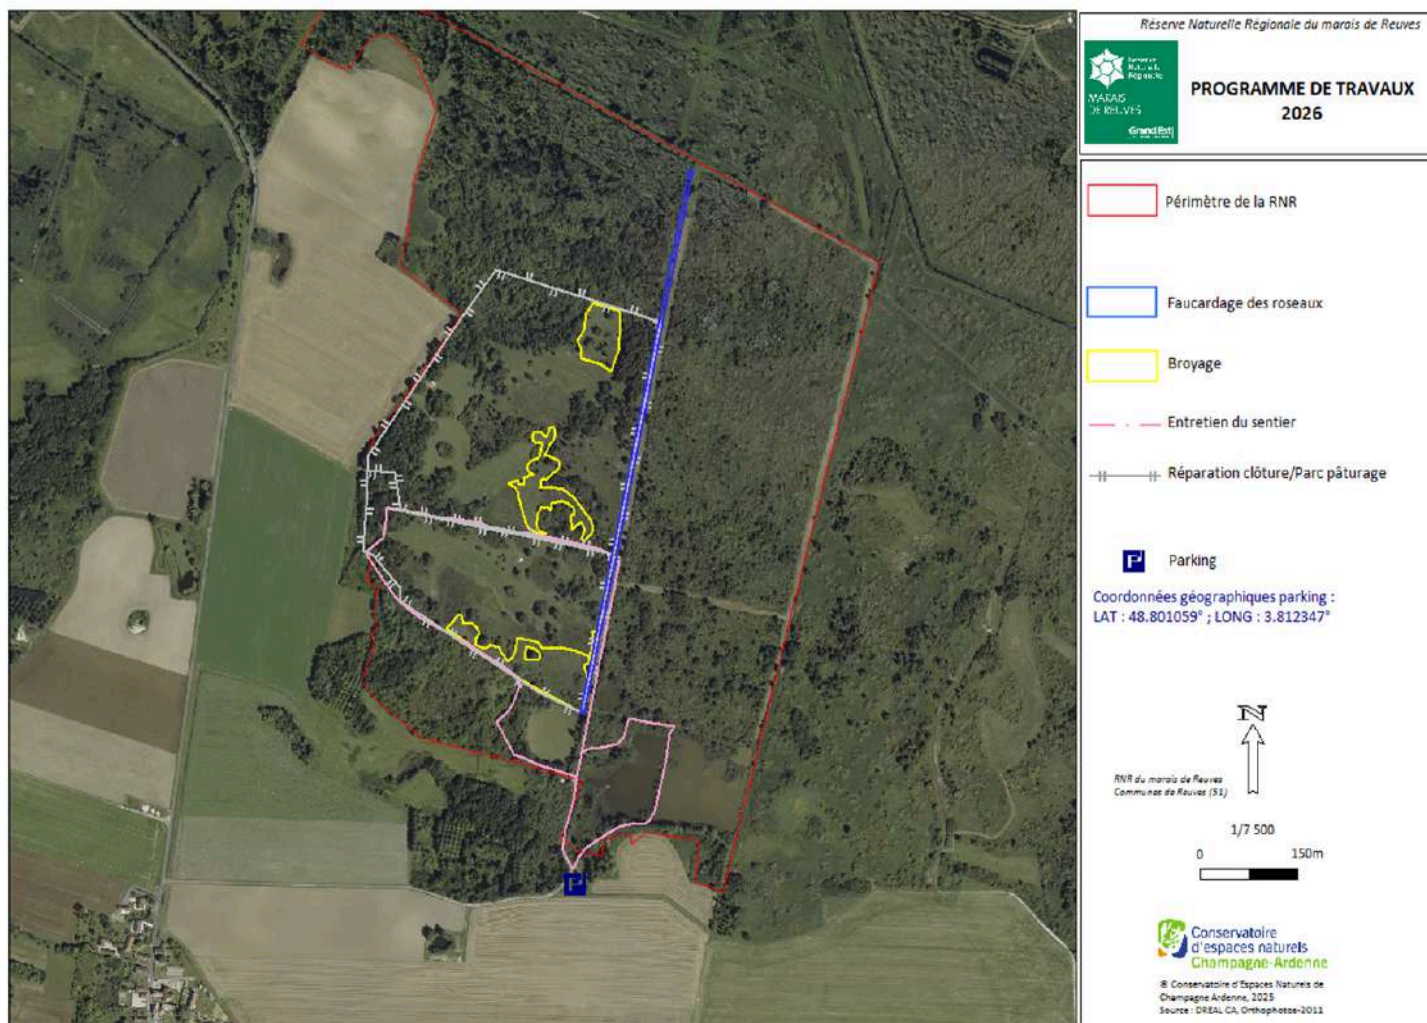 Réserve Naturelle Régionale du marais de Reuves
Réserve
Naturelle
Régionale
MARAIS
DE REUVES
Grand Est
PROGRAMME DE TRAVAUX
2026
Périmètre de la RNR
Faucardage des roseaux
Broyage
Entretien du sentier
Réparation clôture/Parc pâturage
P
Parking
Coordonnées géographiques parking :
LAT : 48.801059° ; LONG : 3.812347°
N
RNR du marais de Reuves
Communes de Reuves (51)
1/7 500
0 150m
P
Conservatoire
d'espaces naturels
Champagne-Ardenne
© Conservatoire d'Espaces Naturels de
Champagne Ardenne, 2025
Source : DREAL CA, Orthophotos-2011